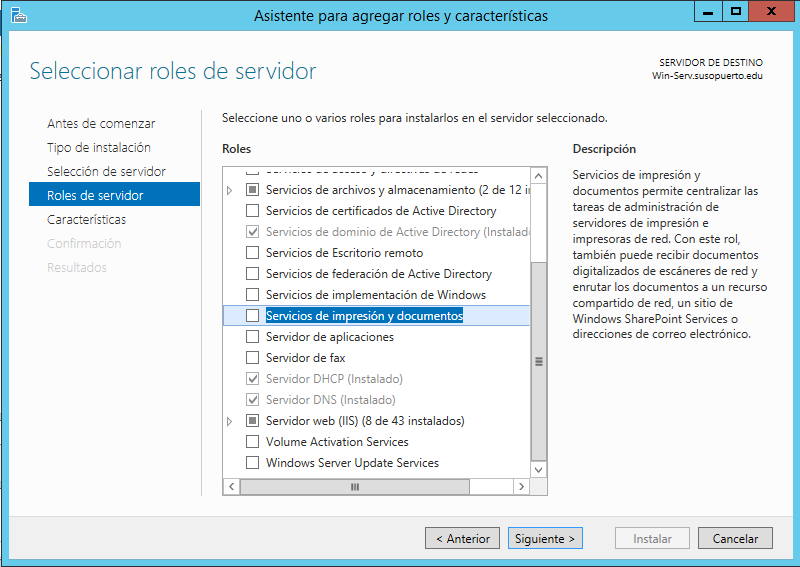 Asistente para agregar roles y características
Seleccionar roles de servidor
SERVIDOR DE DESTINO
Win-Serv.susopuerto.edu
Antes de comenzar
Tipo de instalación
Selección de servidor
Roles de servidor
Características
Confirmación
Resultados
Seleccione uno o varios roles para instalarlos en el servidor seleccionado.
Roles
Servicios de acceso y directivas de redes
Servicios de archivos y almacenamiento (2 de 12 i
Servicios de certificados de Active Directory
Servicios de dominio de Active Directory (Instalad
Servicios de Escritorio remoto
Servicios de federación de Active Directory
Servicios de implementación de Windows
Servicios de impresión y documentos
Servidor de aplicaciones
Servidor de fax
Servidor DHCP (Instalado)
Servidor DNS (Instalado)
Servidor web (IIS) (8 de 43 instalados)
Volume Activation Services
Windows Server Update Services
Descripción
Servicios de impresión y
documentos permite centralizar las
tareas de administración de
servidores de impresión e
impresoras de red. Con este rol,
también puede recibir documentos
digitalizados de escáneres de red y
enrutar los documentos a un recurso
compartido de red, un sitio de
Windows SharePoint Services o
direcciones de correo electrónico.
< Anterior
Siguiente >
Instalar
Cancelar